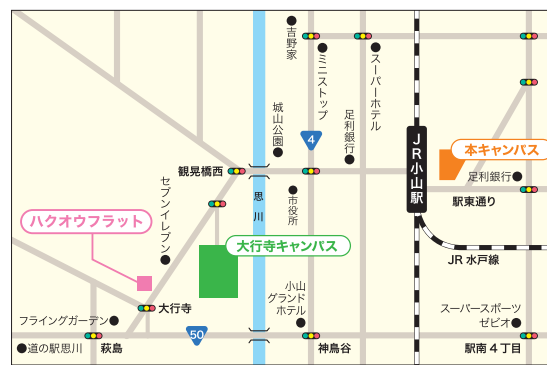 吉野家
ミニストップ
スーパーホテル
城山公園
4
足利銀行
JR小山駅
本キャンパス
足利銀行
駅東通り
観晃橋西
セブンイレブン
思川
市役所
ハクオウフラット
大行寺キャンパス
JR 水戸線
小山
グランド
ホテル
大行寺
フライングガーデン
50
スーパースポーツ
ゼビオ
道の駅思川
萩島
神鳥谷
駅南4丁目